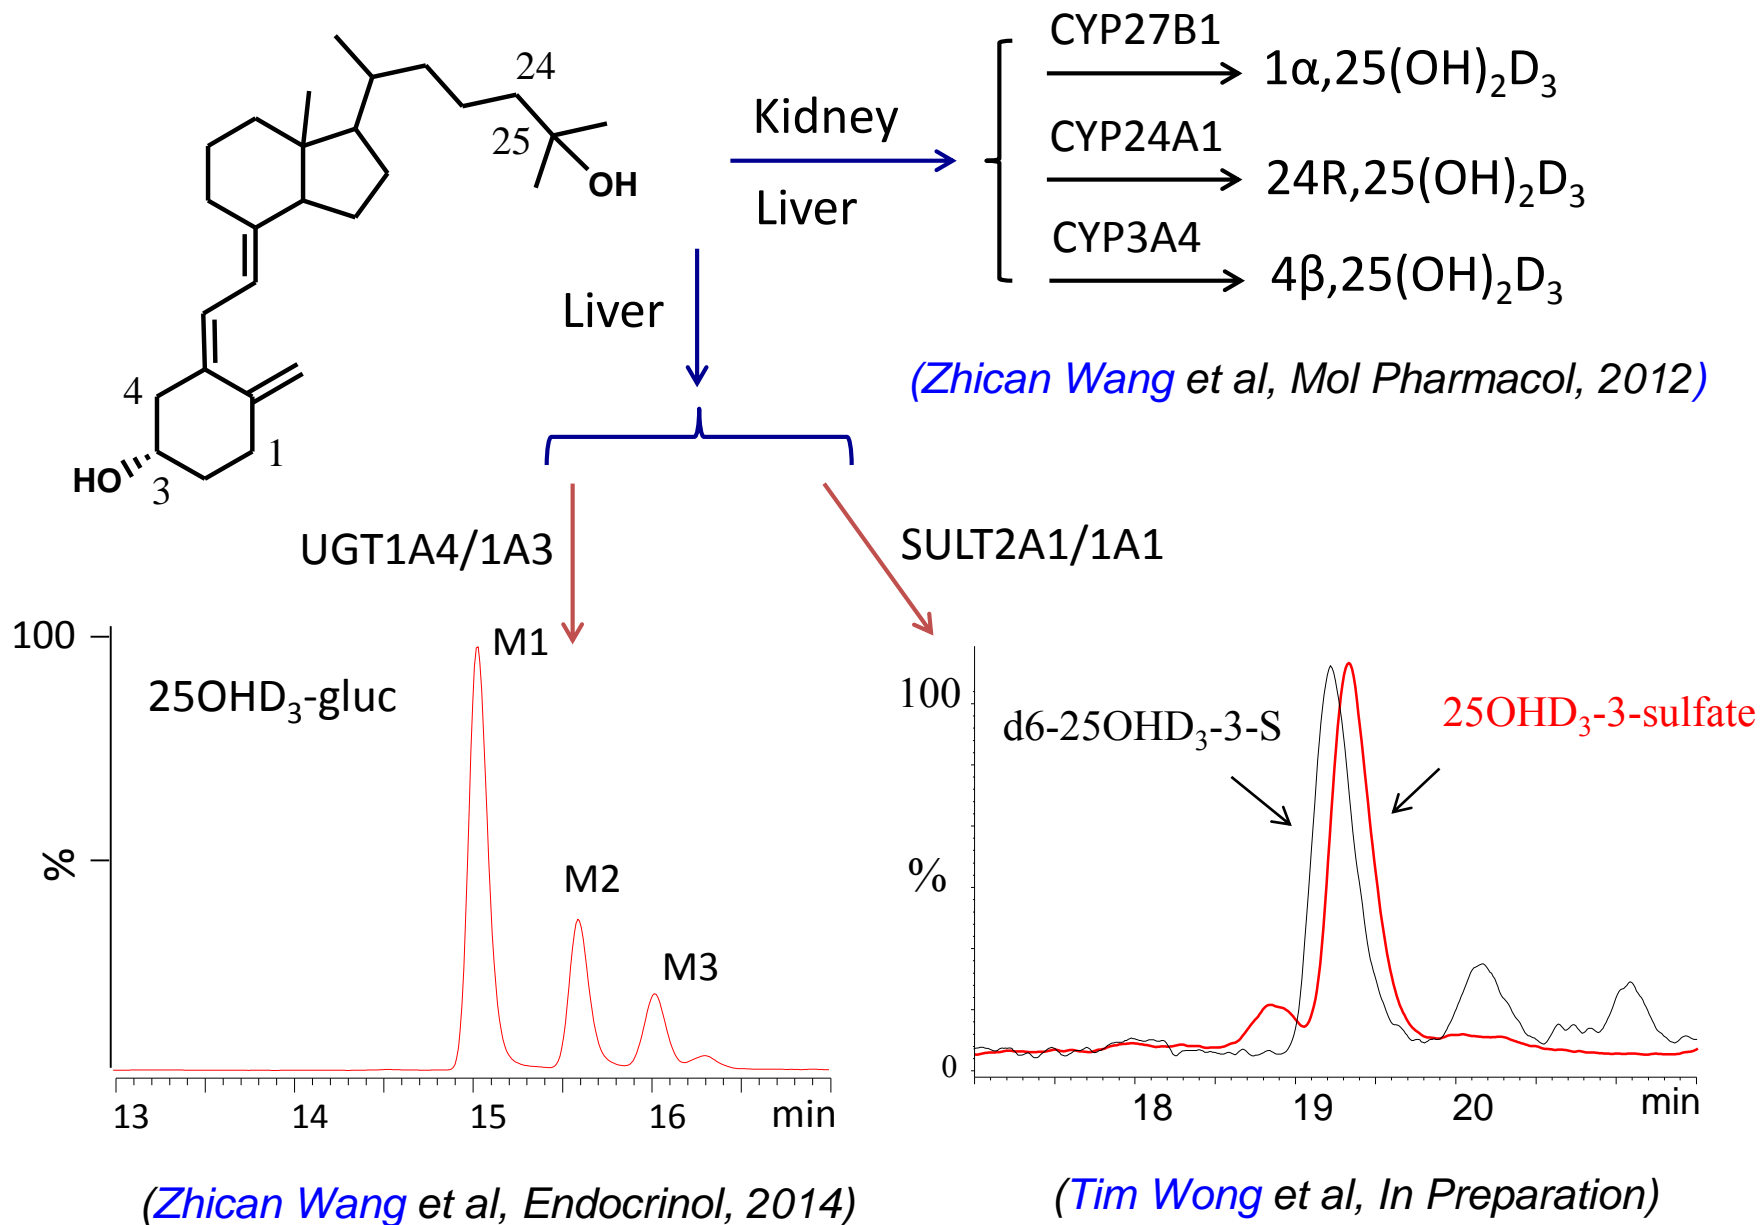 CYP27B1
1α,25(OH)₂D₃
24
Kidney
25
OH
CYP24A1
24R,25(OH)₂D₃
Liver
CYP3A4
4β,25(OH)₂D₃
Liver
(Zhican Wang et al, Mol Pharmacol, 2012)
4
1
HO
3
UGT1A4/1A3
SULT2A1/1A1
100
M1
25OHD₃-gluc
%
M2
M3
13
14
15
16
min
100
d6-25OHD₃-3-S
25OHD₃-3-sulfate
%
0
18
19
20
min
(Zhican Wang et al, Endocrinol, 2014)
(Tim Wong et al, In Preparation)